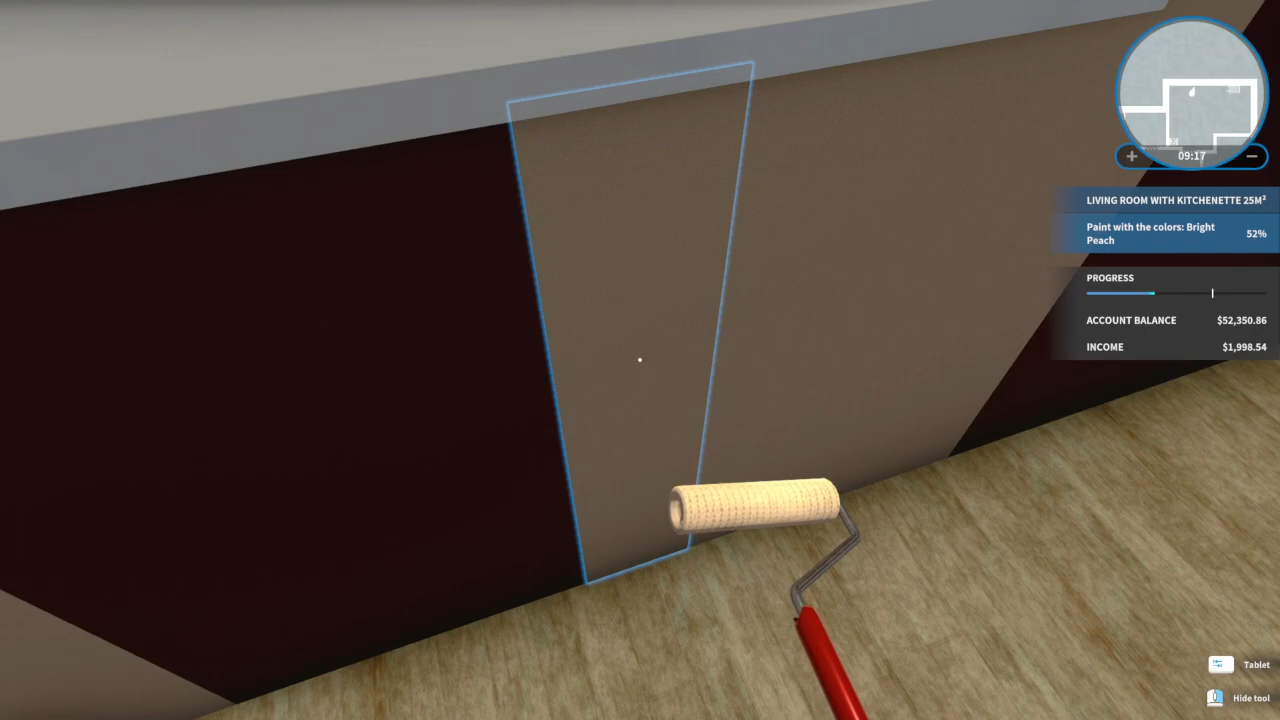 09:17
LIVING ROOM WITH KITCHENETTE 25M²
Paint with the colors: Bright
Peach
52%
PROGRESS
ACCOUNT BALANCE $52,350.86
INCOME $1,998.54
Tablet
Hide tool